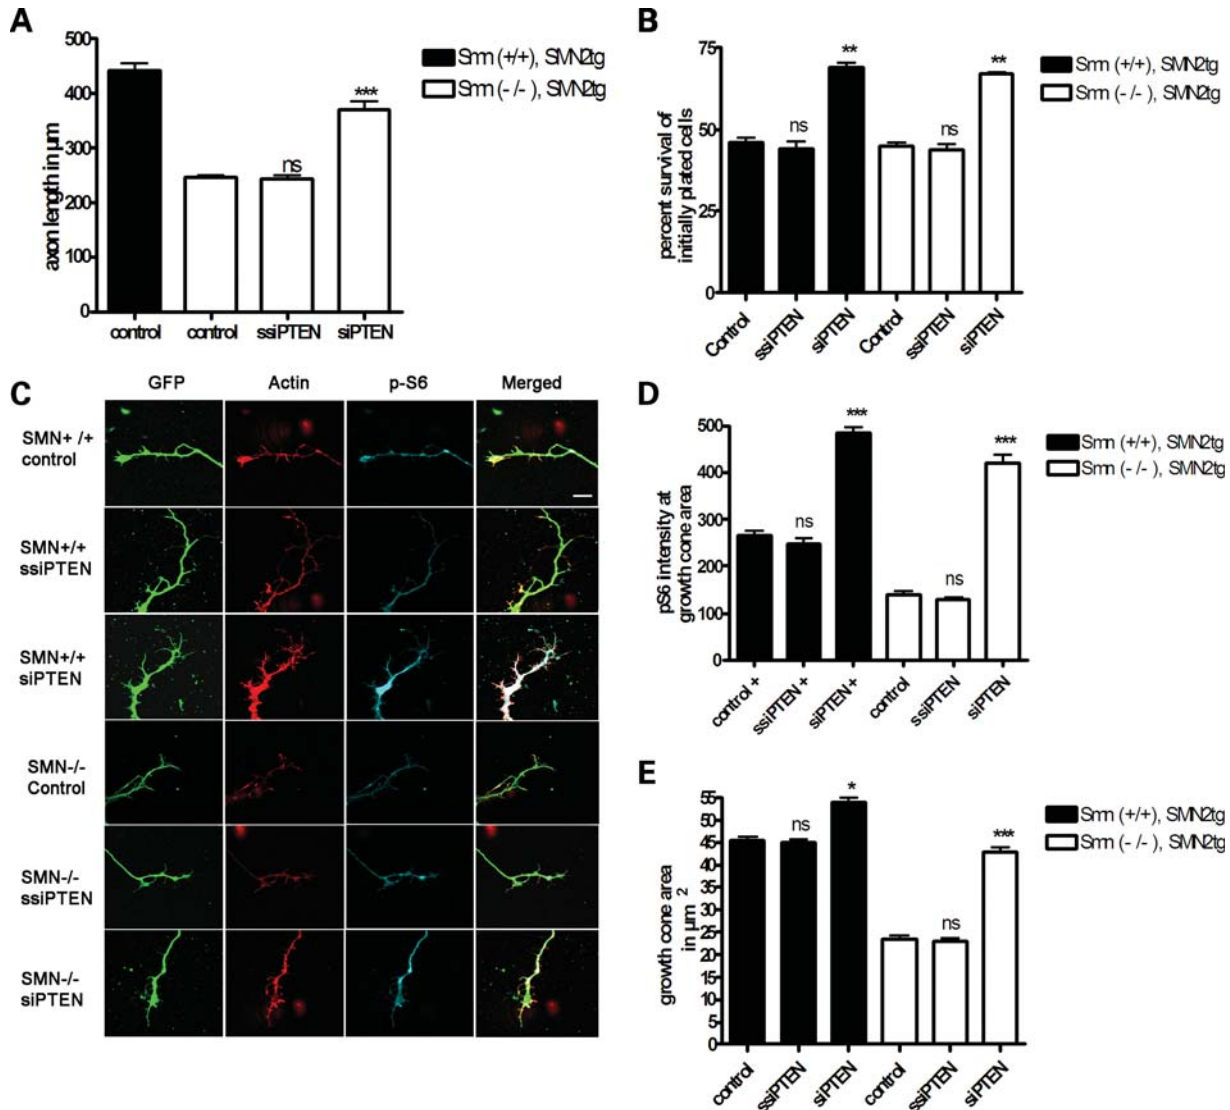 A
500
400
300
200
100
0
axon length in µm
ns
***
control
control
ssiPTEN
siPTEN
Smn (+/+), SMN2tg
Smn (- /-), SMN2tg
B
75
50
25
0
percent survival of
initially plated cells
ns
**
ns
**
Control
ssiPTEN
siPTEN
Control
ssiPTEN
siPTEN
Smn (+/+), SMN2tg
Smn (- /-), SMN2tg
C
GFP
Actin
p-S6
Merged
SMN+ /+
control
SMN+/+
ssiPTEN
SMN+/+
siPTEN
SMN-/-
Control
SMN-/-
ssiPTEN
SMN-/-
siPTEN
D
500
400
300
200
100
0
pS6 intensity at
growth cone area
ns
***
ns
***
control +
ssiPTEN +
siPTEN +
control
ssiPTEN
siPTEN
Smn (+/+), SMN2tg
Smn (- /-), SMN2tg
E
55
50
45
40
35
30
25
20
15
10
5
0
growth cone area
in µm 2
ns
*
ns
***
control
ssiPTEN
siPTEN
control
ssiPTEN
siPTEN
Smn (+/+), SMN2tg
Smn (- /-), SMN2tg